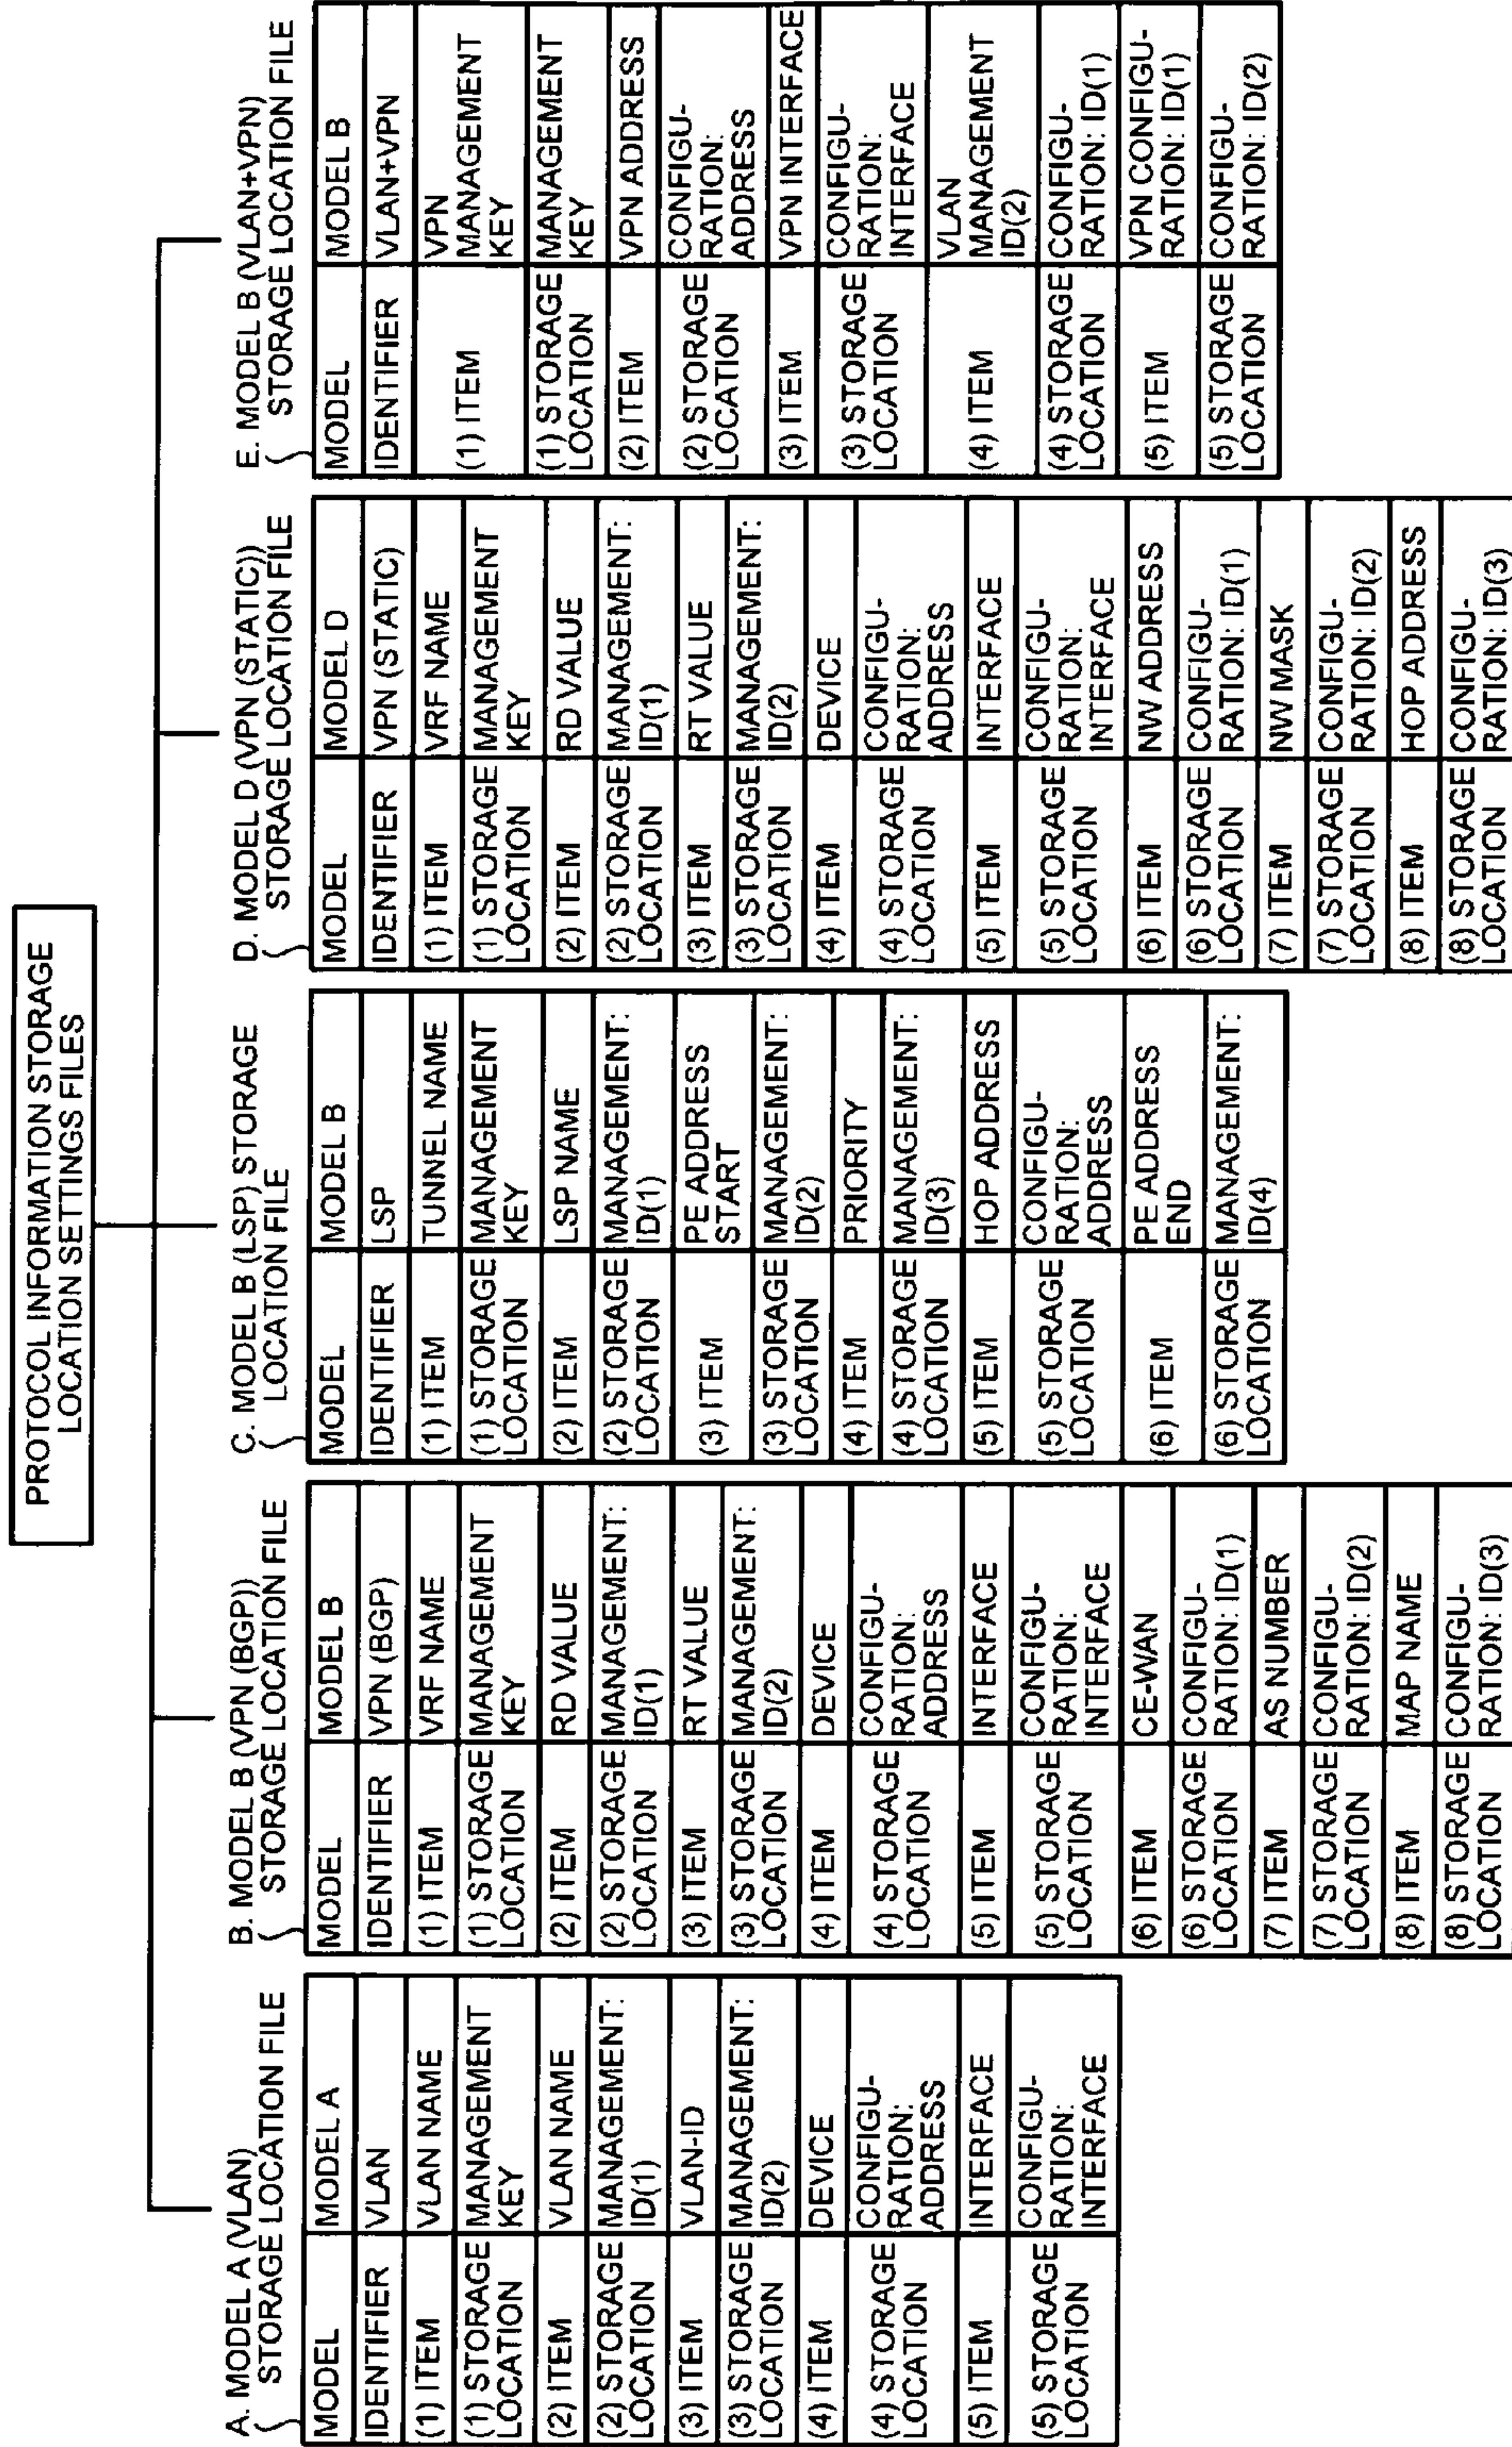 PROTOCOL INFORMATION STORAGE
LOCATION SETTINGS FILES
A. MODEL A (VLAN)
STORAGE LOCATION FILE
MODEL MODEL A
IDENTIFIER VLAN
(1) ITEM VLAN NAME
(1) STORAGE MANAGEMENT
LOCATION KEY
(2) ITEM VLAN NAME
(2) STORAGE MANAGEMENT:
LOCATION ID(1)
(3) ITEM VLAN-ID
(3) STORAGE MANAGEMENT:
LOCATION ID(2)
(4) ITEM DEVICE
(4) STORAGE
LOCATION
CONFIGU-
RATION:
ADDRESS
(5) ITEM INTERFACE
(5) STORAGE
LOCATION
CONFIGU-
RATION:
INTERFACE
B. MODEL B (VPN (BGP))
STORAGE LOCATION FILE
MODEL MODEL B
IDENTIFIER VPN (BGP)
(1) ITEM VRF NAME
(1) STORAGE MANAGEMENT
LOCATION KEY
(2) ITEM RD VALUE
(2) STORAGE MANAGEMENT:
LOCATION ID(1)
(3) ITEM RT VALUE
(3) STORAGE MANAGEMENT:
LOCATION ID(2)
(4) ITEM DEVICE
(4) STORAGE
LOCATION
CONFIGU-
RATION:
ADDRESS
(5) ITEM INTERFACE
(5) STORAGE
LOCATION
CONFIGU-
RATION:
INTERFACE
(6) ITEM CE-WAN
(6) STORAGE CONFIGU-
LOCATION RATION: ID(1)
(7) ITEM AS NUMBER
(7) STORAGE CONFIGU-
LOCATION RATION: ID(2)
(8) ITEM MAP NAME
(8) STORAGE CONFIGU-
LOCATION RATION: ID(3)
C. MODEL B (LSP) STORAGE
LOCATION FILE
MODEL MODEL B
IDENTIFIER LSP
(1) ITEM TUNNEL NAME
(1) STORAGE MANAGEMENT
LOCATION KEY
(2) ITEM LSP NAME
(2) STORAGE MANAGEMENT:
LOCATION ID(1)
(3) ITEM
PE ADDRESS
START
(3) STORAGE MANAGEMENT:
LOCATION ID(2)
(4) ITEM PRIORITY
(4) STORAGE MANAGEMENT:
LOCATION ID(3)
(5) ITEM HOP ADDRESS
(5) STORAGE
LOCATION
CONFIGU-
RATION:
ADDRESS
(6) ITEM
PE ADDRESS
END
(6) STORAGE MANAGEMENT:
LOCATION ID(4)
D. MODEL D (VPN (STATIC))
STORAGE LOCATION FILE
MODEL MODEL D
IDENTIFIER VPN (STATIC)
(1) ITEM VRF NAME
(1) STORAGE MANAGEMENT
LOCATION KEY
(2) ITEM RD VALUE
(2) STORAGE MANAGEMENT:
LOCATION ID(1)
(3) ITEM RT VALUE
(3) STORAGE MANAGEMENT:
LOCATION ID(2)
(4) ITEM DEVICE
(4) STORAGE
LOCATION
CONFIGU-
RATION:
ADDRESS
(5) ITEM INTERFACE
(5) STORAGE
LOCATION
CONFIGU-
RATION:
INTERFACE
(6) ITEM NW ADDRESS
(6) STORAGE CONFIGU-
LOCATION RATION: ID(1)
(7) ITEM NW MASK
(7) STORAGE CONFIGU-
LOCATION RATION: ID(2)
(8) ITEM HOP ADDRESS
(8) STORAGE CONFIGU-
LOCATION RATION: ID(3)
E. MODEL B (VLAN+VPN)
STORAGE LOCATION FILE
MODEL MODEL B
IDENTIFIER VLAN+VPN
(1) ITEM
VPN
MANAGEMENT
KEY
(1) STORAGE MANAGEMENT
LOCATION KEY
(2) ITEM VPN ADDRESS
(2) STORAGE
LOCATION
CONFIGU-
RATION:
ADDRESS
(3) ITEM VPN INTERFACE
(3) STORAGE
LOCATION
CONFIGU-
RATION:
INTERFACE
(4) ITEM
VLAN
MANAGEMENT
ID(2)
(4) STORAGE CONFIGU-
LOCATION RATION: ID(1)
(5) ITEM
VPN CONFIGU-
RATION: ID(1)
(5) STORAGE CONFIGU-
LOCATION RATION: ID(2)